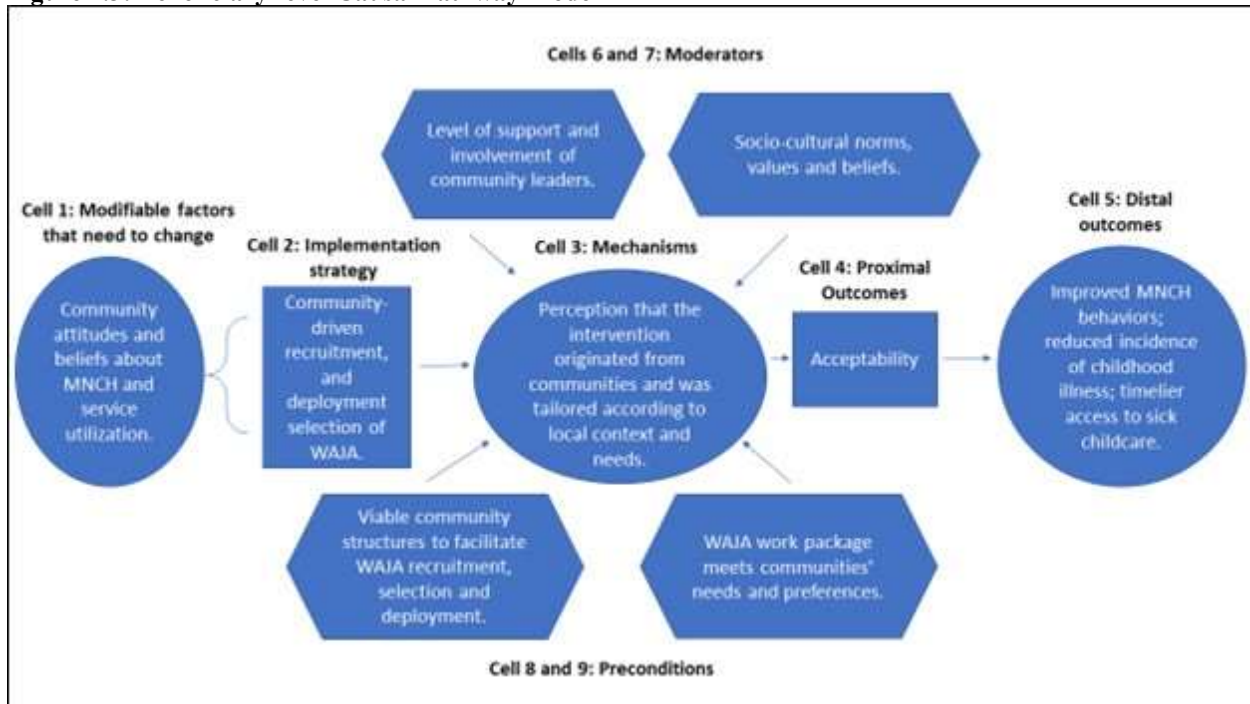 Cells 6 and 7: Moderators
Level of support and
involvement of
community leaders.
Socio-cultural norms,
values and beliefs.
Cell 1: Modifiable factors
that need to change
Community
attitudes and
beliefs about
MNCH and
service
utilization.
Cell 2: Implementation
strategy
Community-
driven
recruitment,
and
deployment
selection of
WAJA.
Cell 3: Mechanisms
Perception that the
intervention
originated from
communities and was
tailored according to
local context and
needs.
Cell 4: Proximal
Outcomes
Acceptability
Cell 5: Distal
outcomes
Improved MNCH
behaviors;
reduced incidence
of childhood
illness; timelier
access to sick
childcare.
Viable community
structures to facilitate
WAJA recruitment,
selection and
deployment.
WAJA work package
meets communities'
needs and preferences.
Cell 8 and 9: Preconditions